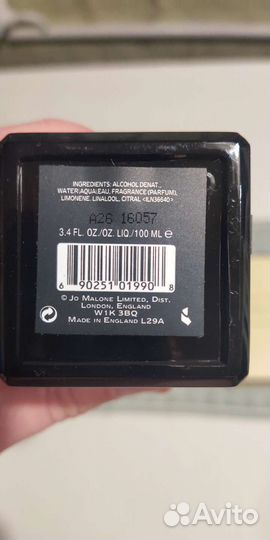 INGREDIENTS: ALCOHOL DENAT.,
WATER\AQUA\EAU, FRAGRANCE (PARFUM),
LIMONENE, LINALOOL, CITRAL <ILN36640>
A26 16057
3.4 FL. OZ./OZ. LIQ/100 ML ℮
6 90251 01990 8
© JO MALONE LIMITED, DIST.
LONDON, ENGLAND
W1K 3BQ
MADE IN ENGLAND L29A
Avito